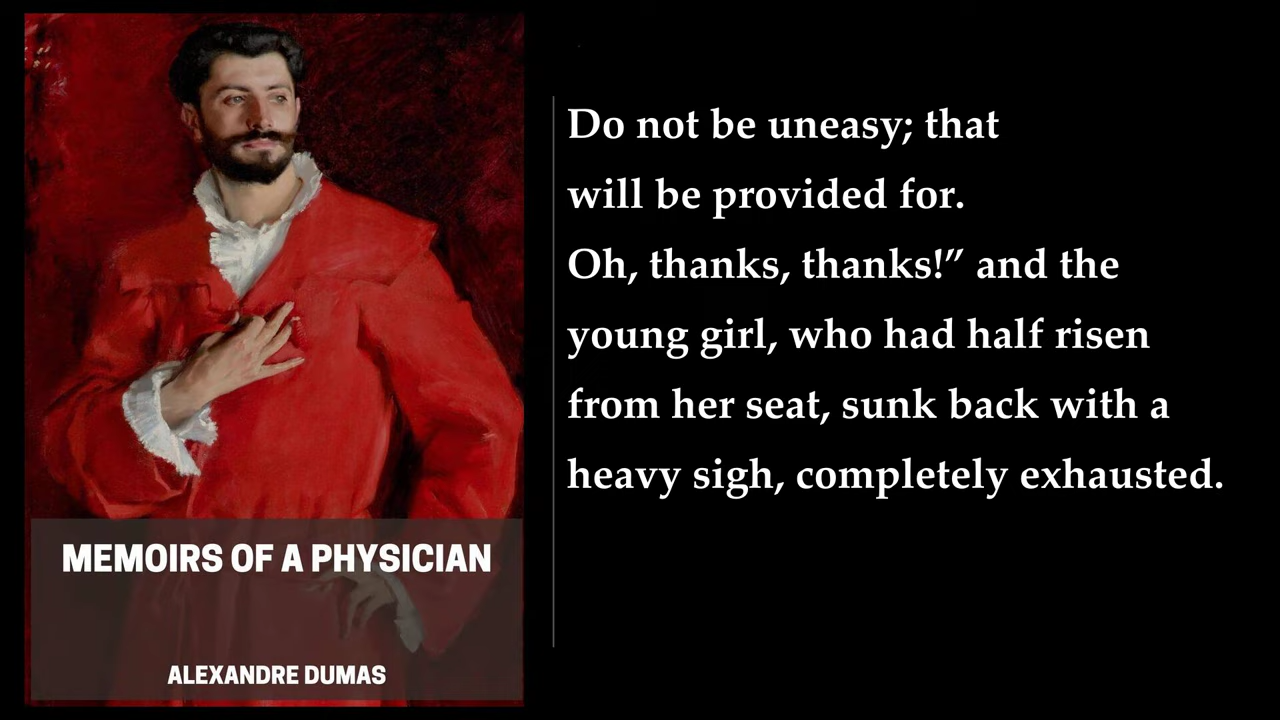 Do not be uneasy; that
will be provided for.
Oh, thanks, thanks!” and the
young girl, who had half risen
from her seat, sunk back with a
heavy sigh, completely exhausted.
MEMOIRS OF A PHYSICIAN
ALEXANDRE DUMAS